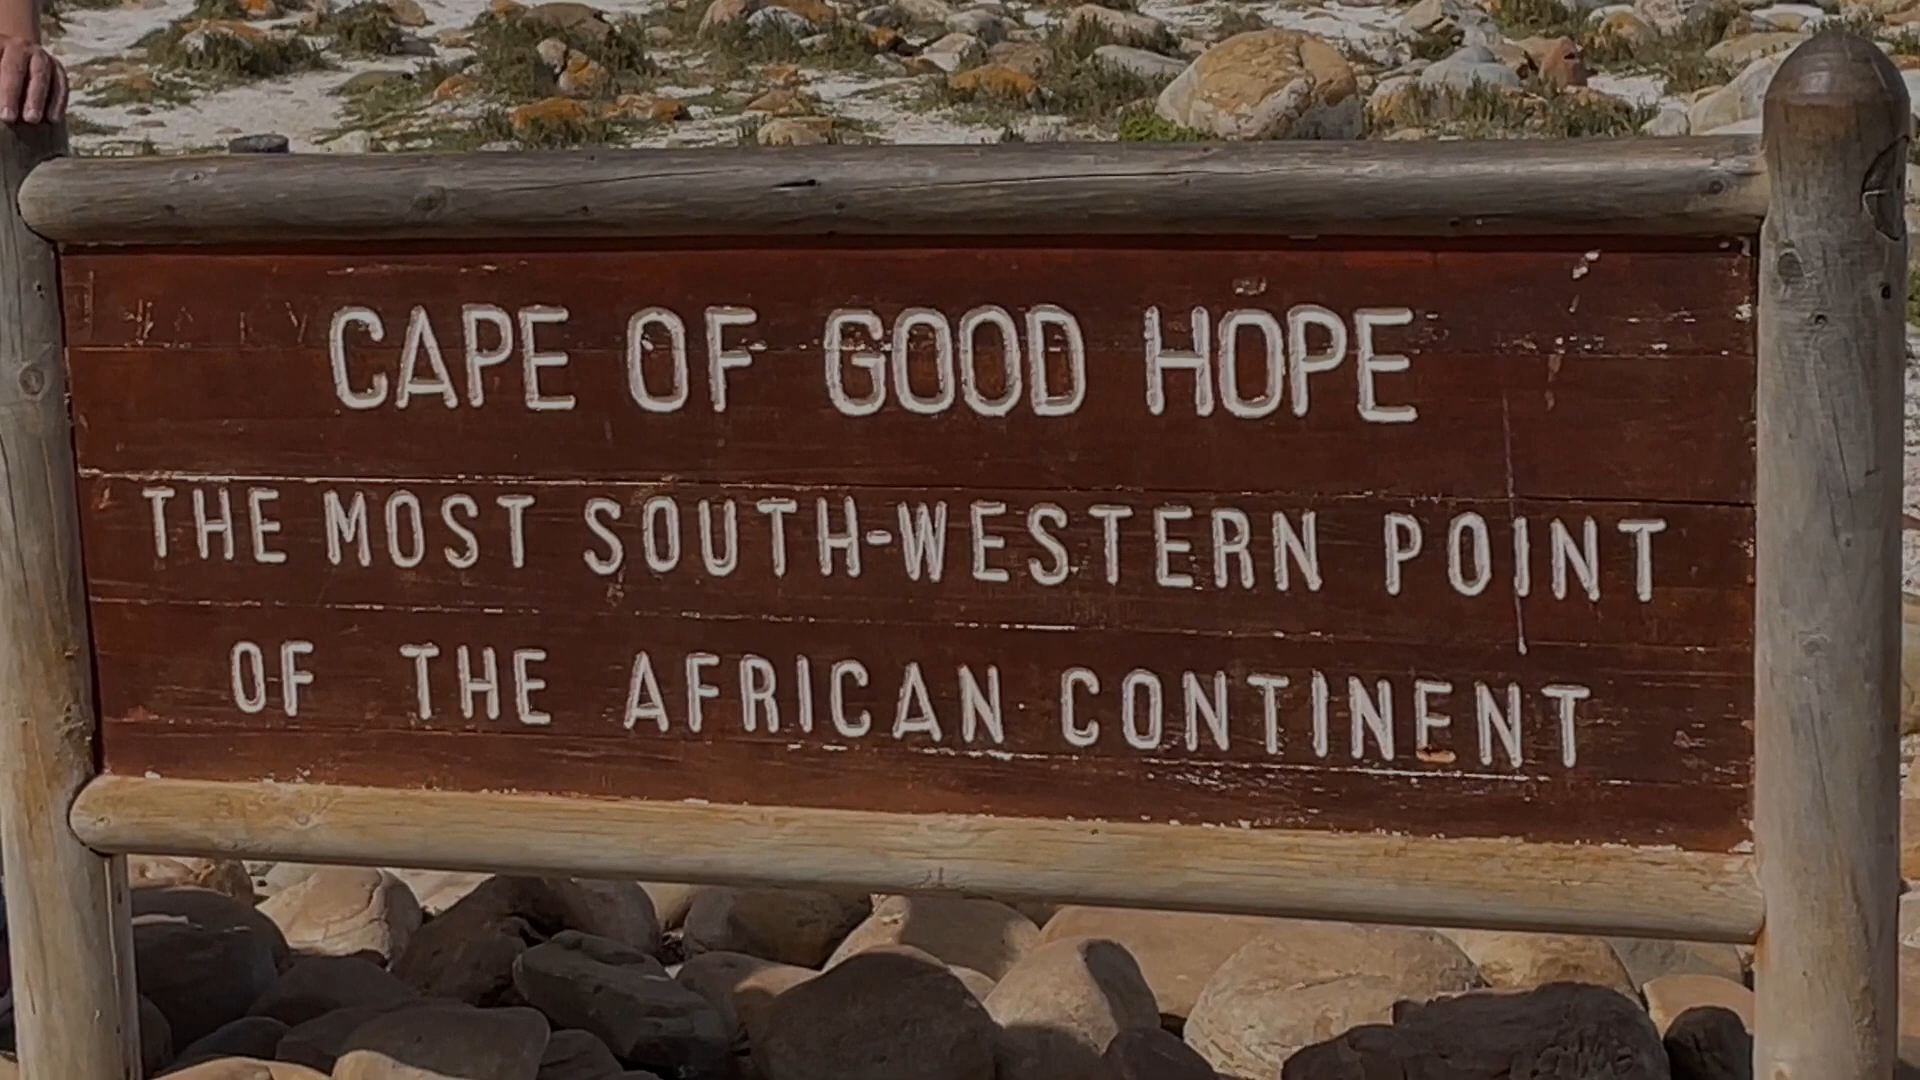 CAPE OF GOOD HOPE
THE MOST SOUTH-WESTERN POINT
OF THE AFRICAN CONTINENT